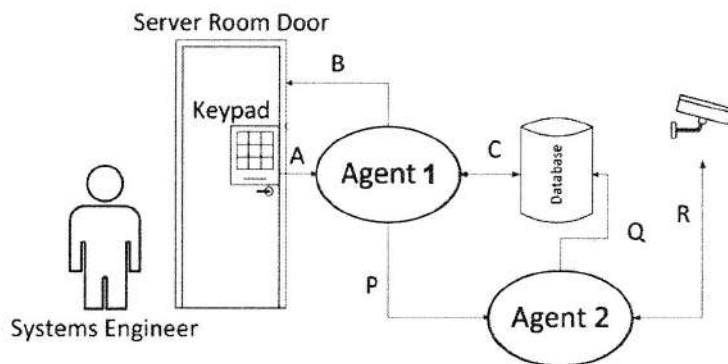 Server Room Door
B
Keypad
A
Agent 1
C
Database
R
Q
P
Agent 2
Systems Engineer